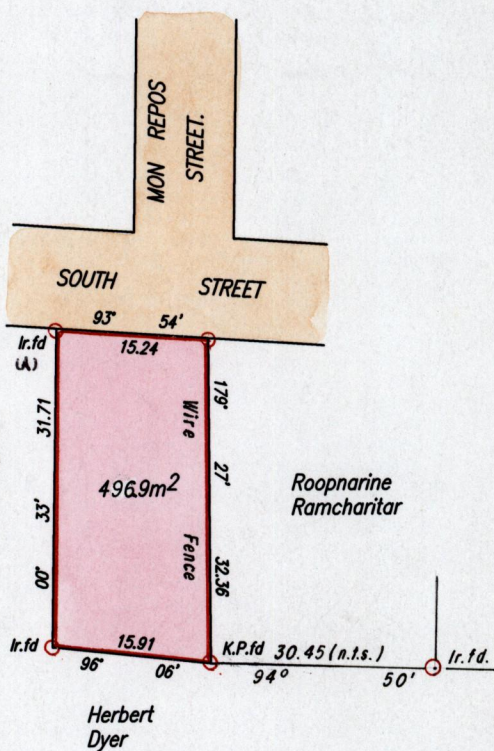 MON REPOS
STREET.
SOUTH STREET
93° 54'
15.24
Ir.fd
(A)
31.71
33'
00°
179°
27'
32.36
Wire
Fence
496.9m²
Roopnarine
Ramcharitar
Ir.fd
15.91
96° 06'
K.P.fd 30.45 (n.t.s.)
94° 50'
Ir.fd.
Herbert
Dyer